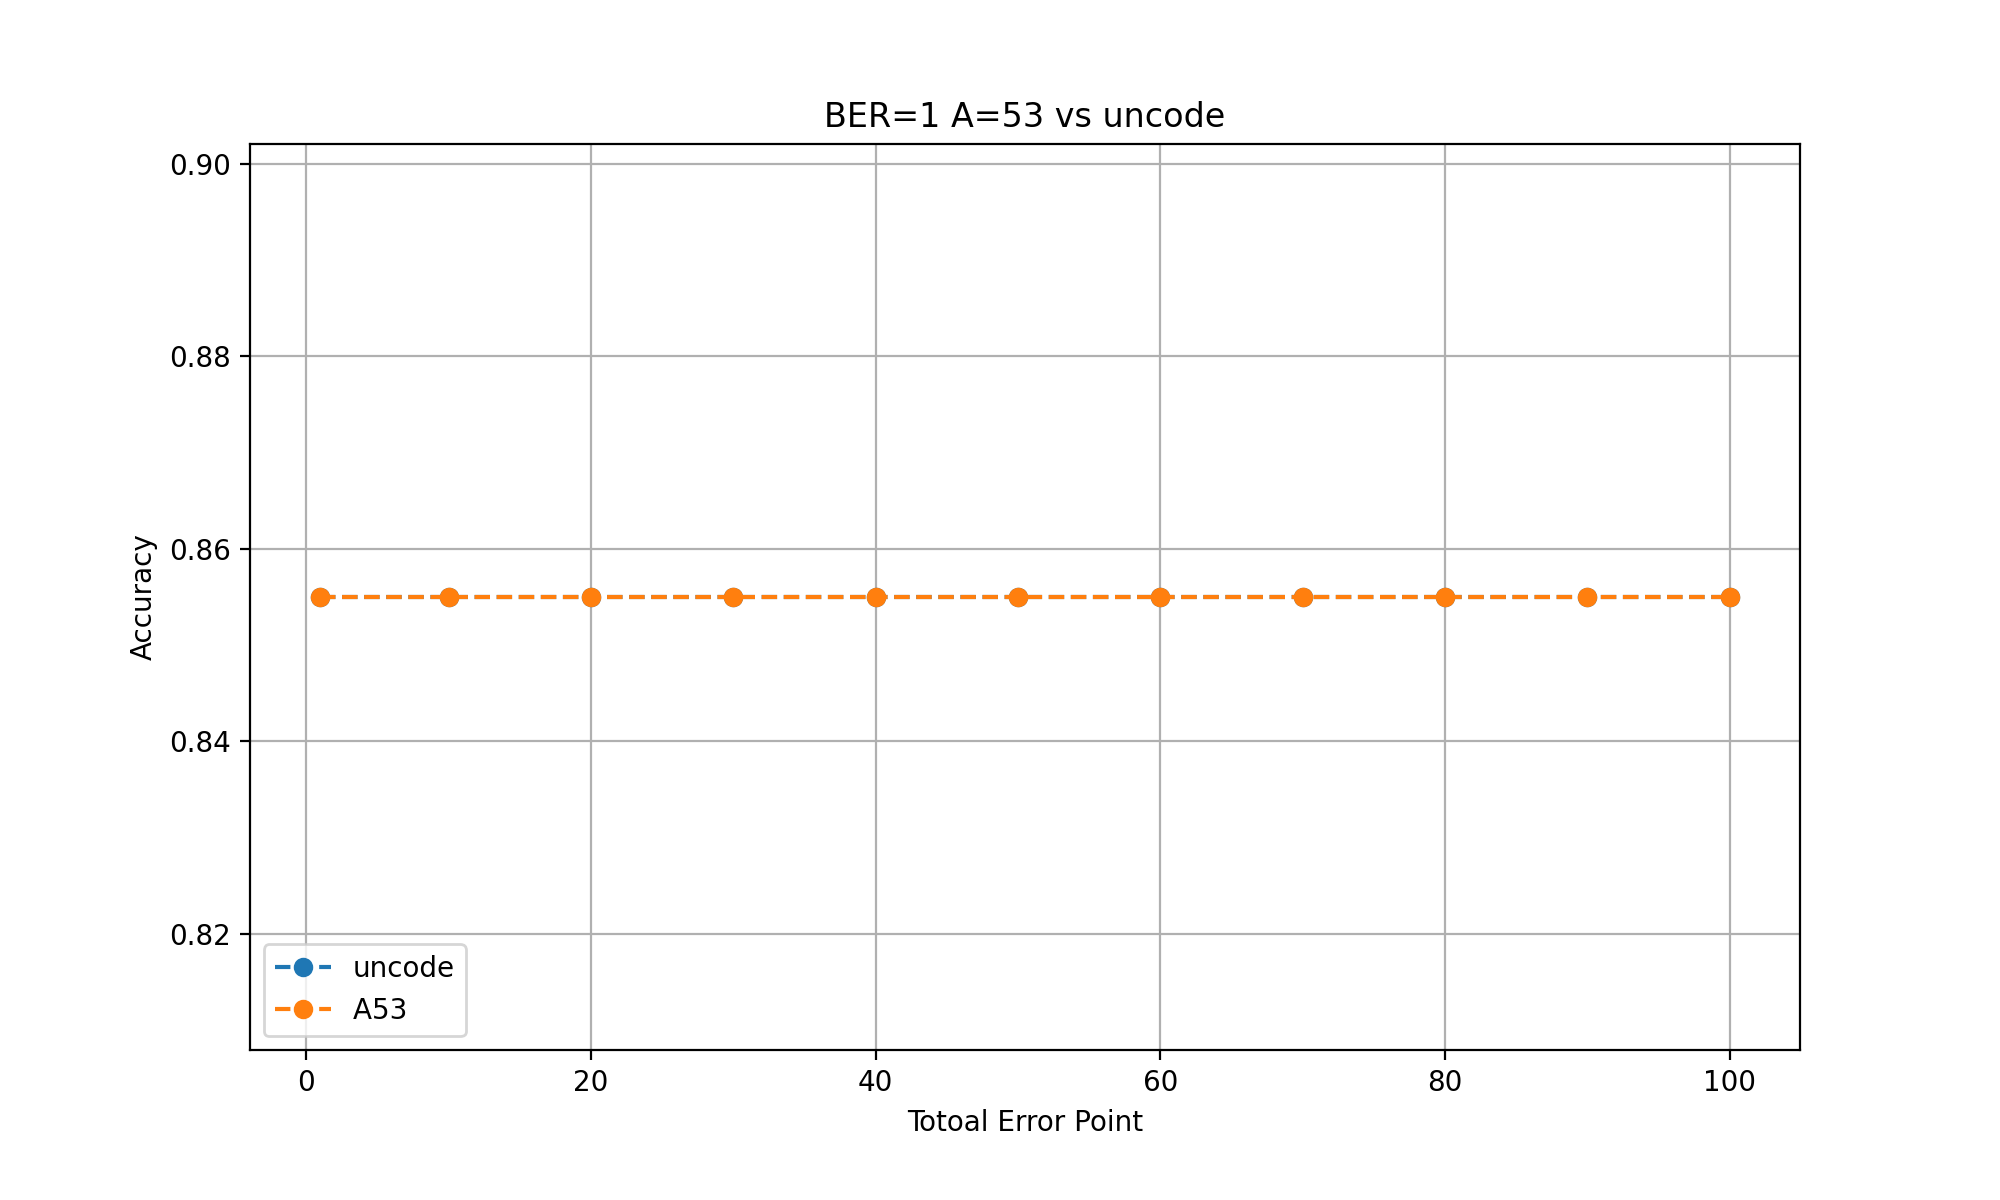 BER=1 A=53 vs uncode
0.90
0.88
0.86
0.84
0.82
Accuracy
uncode
A53
0 20 40 60 80 100
Totoal Error Point